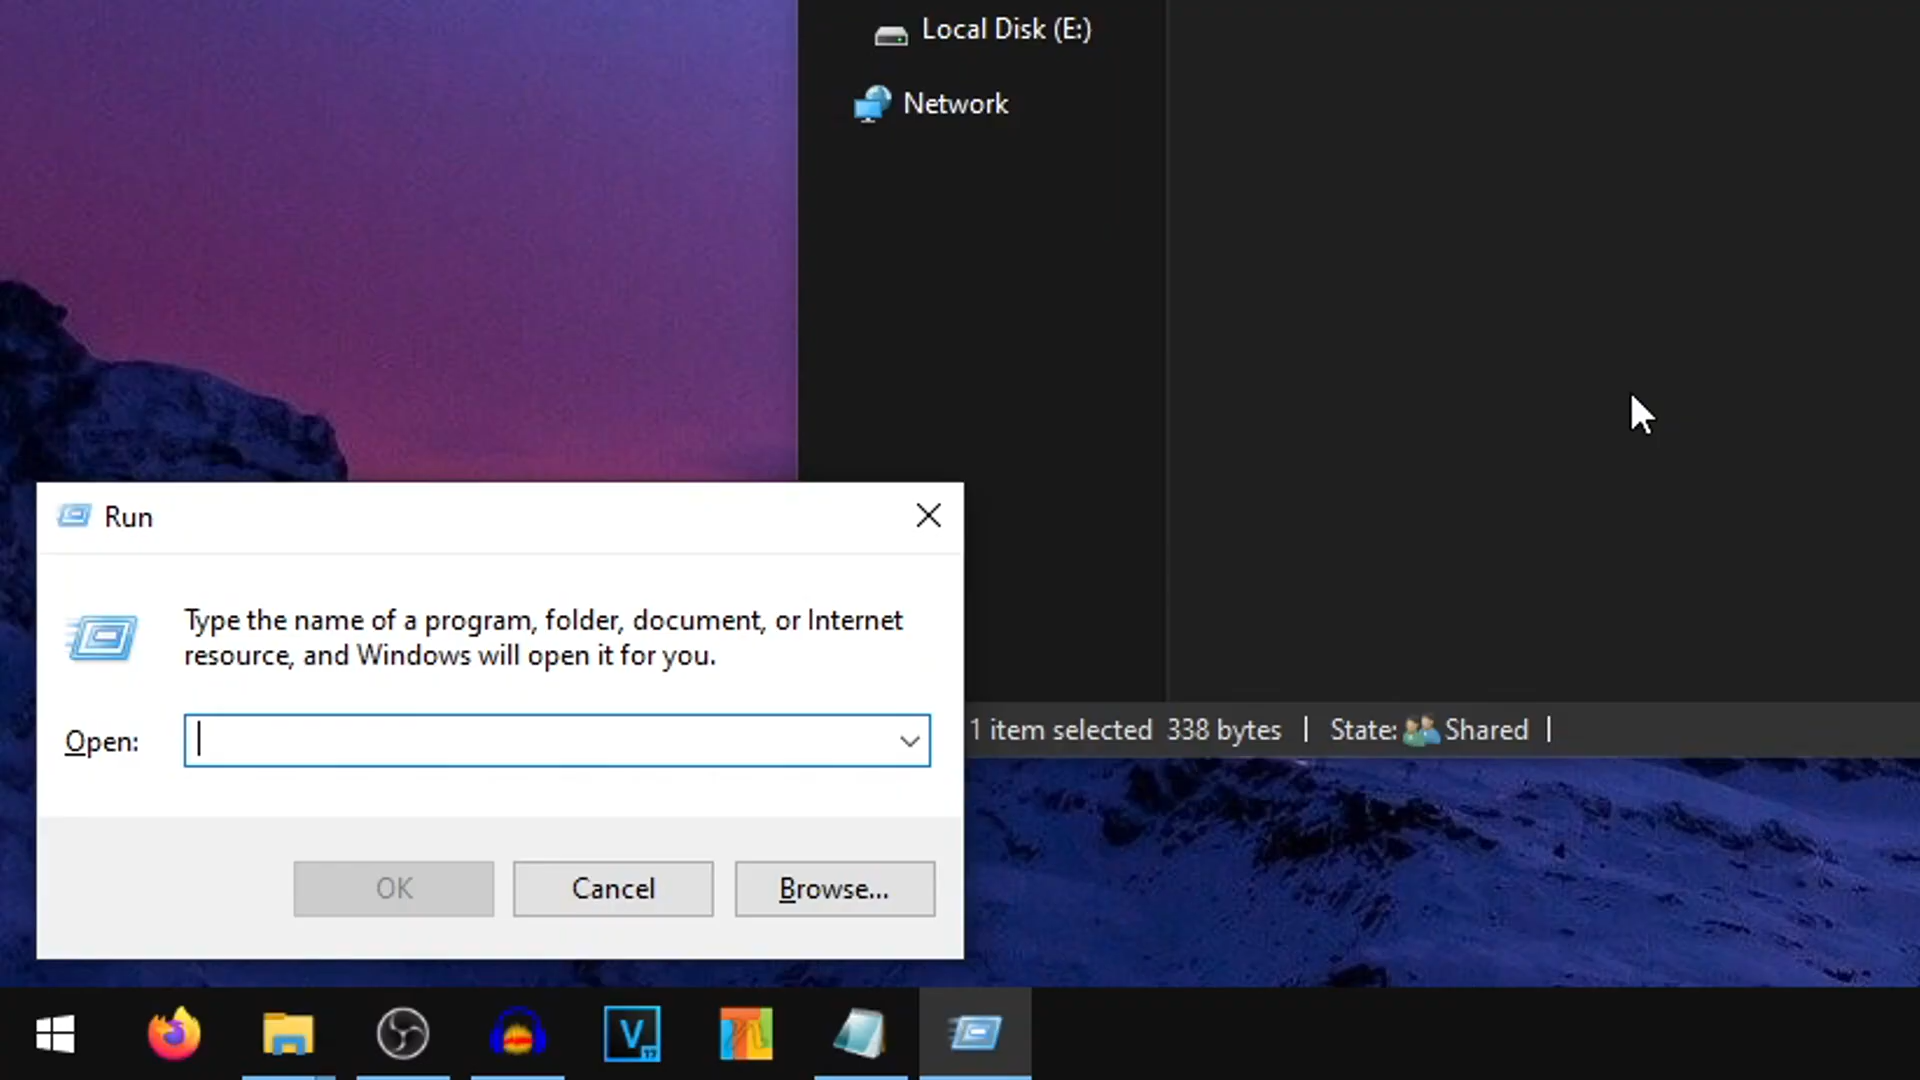 Local Disk (E:)
Network
Run
Type the name of a program, folder, document, or Internet
resource, and Windows will open it for you.
Open:
1 item selected 338 bytes | State: Shared |
OK
Cancel
Browse...
V
17